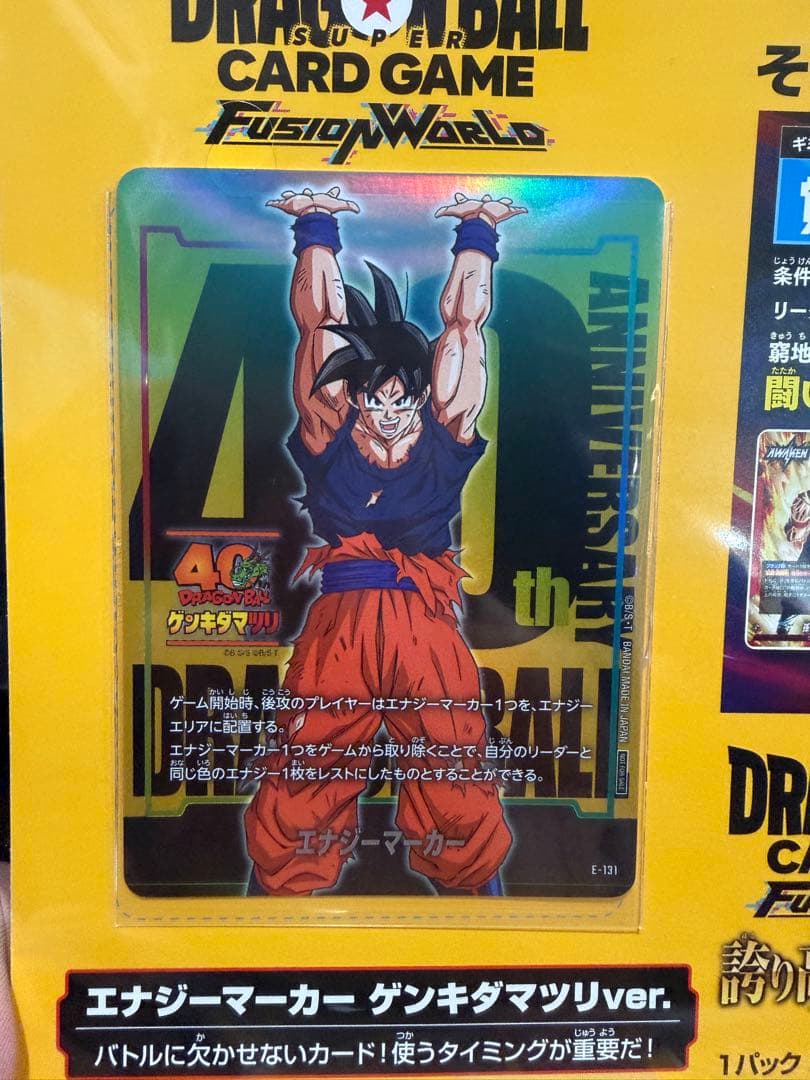 DRAGON BALL
SUPER
CARD GAME
FUSION WORLD
40th
ANNIVERSARY
DRAGON BALL
40
DRAGON BALL
ゲンキダマツリ
©B.S/S ©B/S・T
ゲーム開始時、後攻のプレイヤーはエナジーマーカー1つを、エナジー
エリアに配置する。
エナジーマーカー1つをゲームから取り除くことで、自分のリーダーと
同じ色のエナジー1枚をレストにしたものとすることができる。
エナジーマーカー
E-131
©B/S・T BANDAI MADE IN JAPAN
NOT FOR SALE
エナジーマーカー ゲンキダマツリver.
バトルに欠かせないカード!使うタイミングが重要だ!
そ
条件
リー
窮地
闘い
AWAKEN
DR
CA
FU
誇り高
1パック